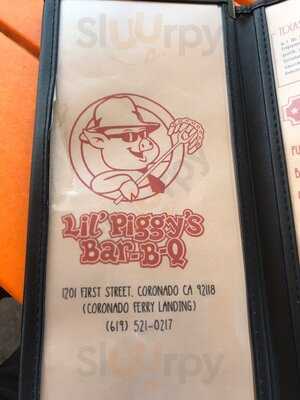 Sluurpy
Lil' Piggy's
Bar-B-Q
1201 FIRST STREET, CORONADO CA 92118
(CORONADO FERRY LANDING)
(619) 521-0217
Sluurpy